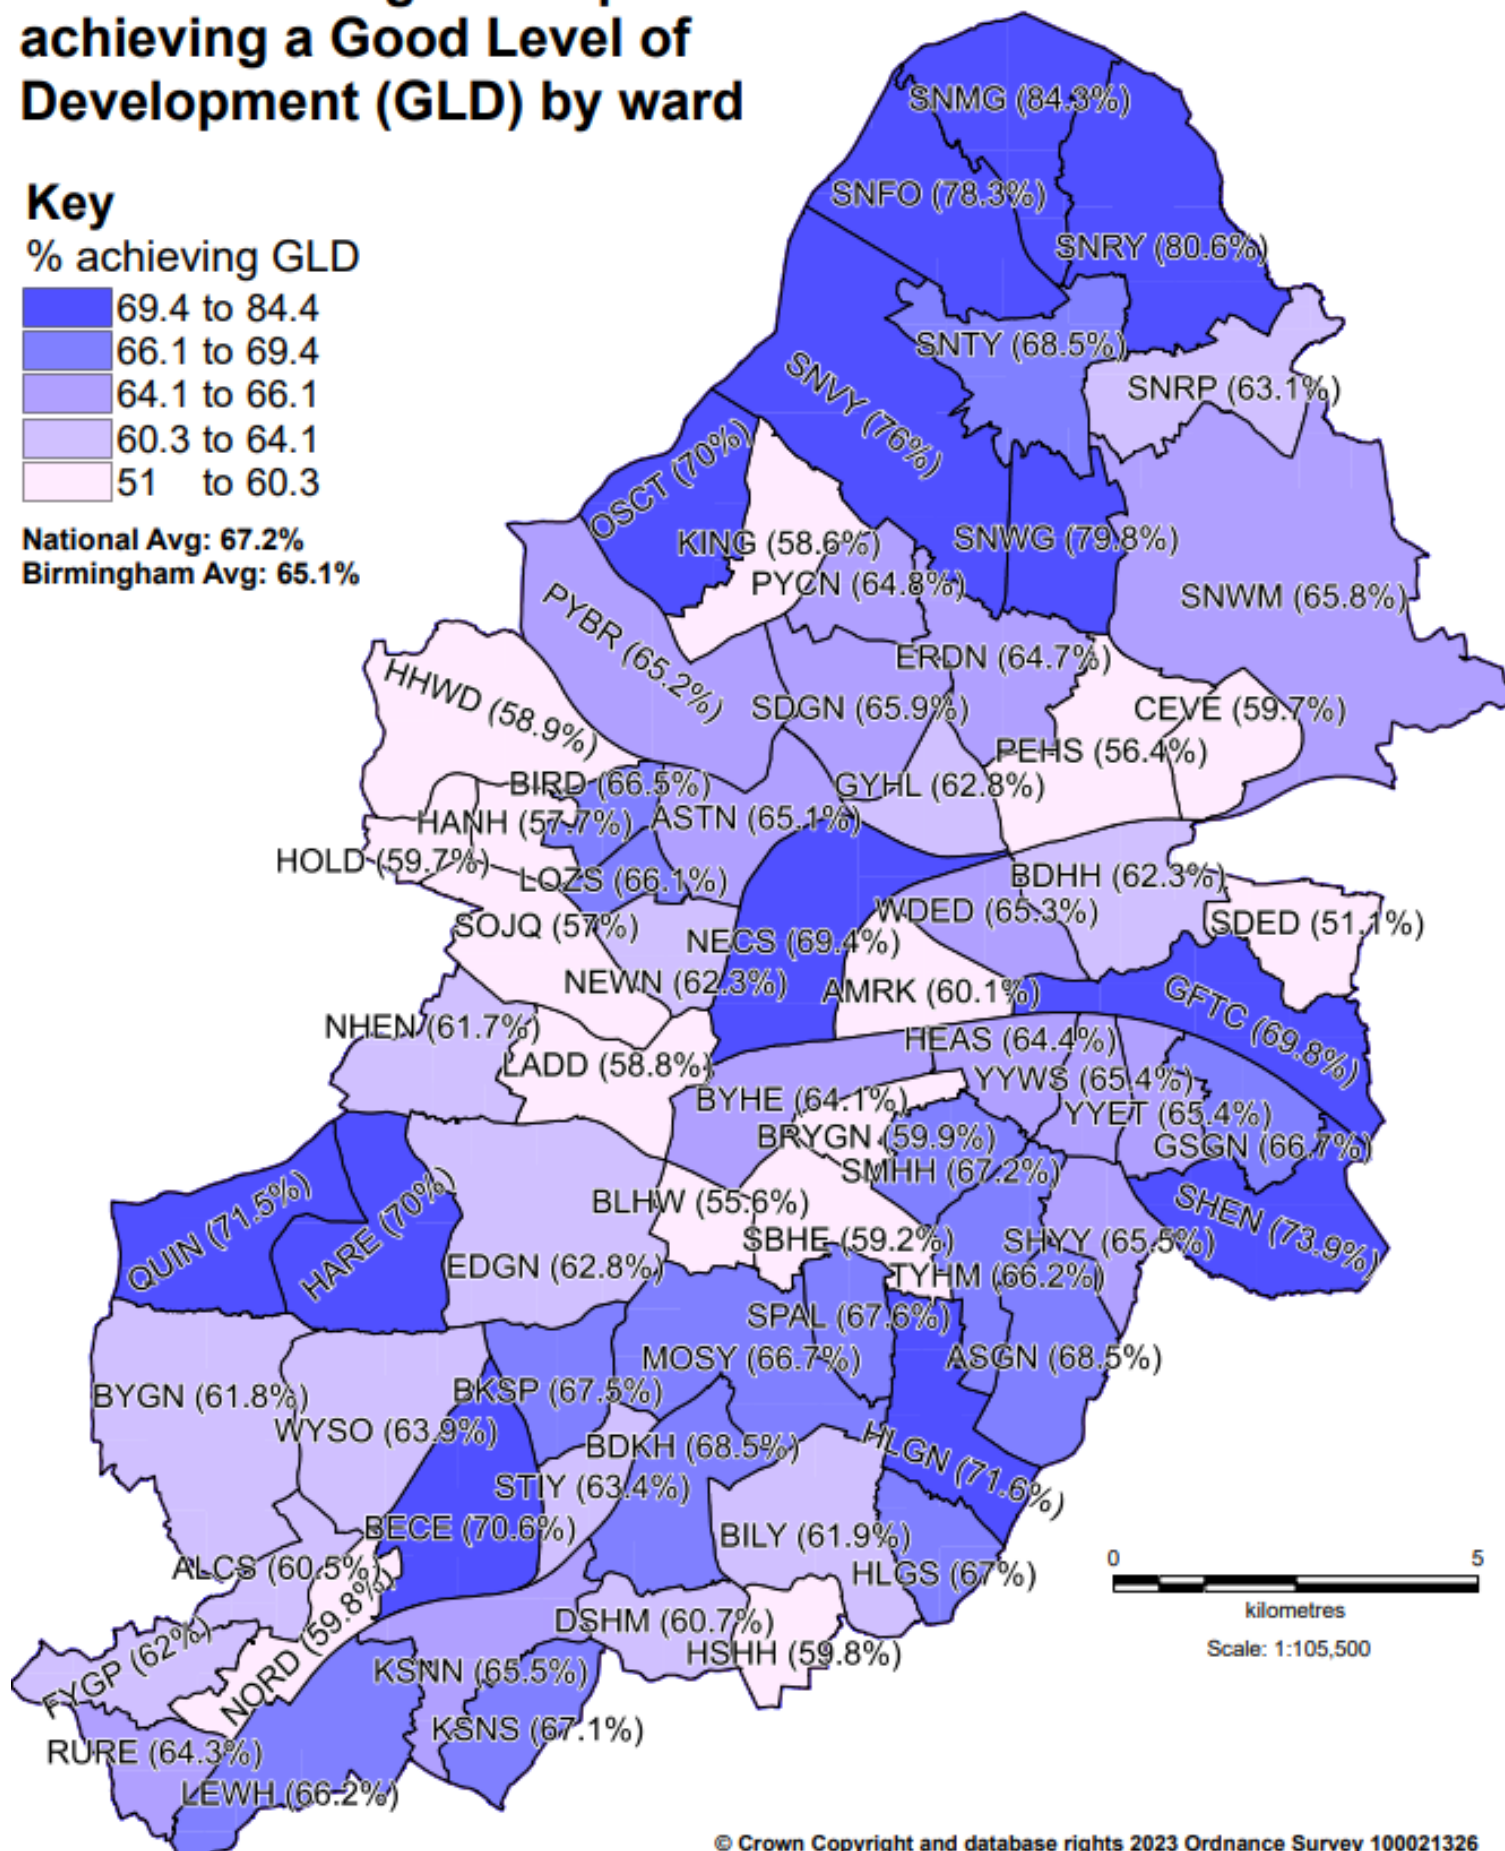 achieving a Good Level of
Development (GLD) by ward
Key
% achieving GLD
69.4 to 84.4
66.1 to 69.4
64.1 to 66.1
60.3 to 64.1
51 to 60.3
National Avg: 67.2%
Birmingham Avg: 65.1%
SNMG (84.3%)
SNFO (78.3%)
SNRY (80.6%)
SNTY (68.5%)
SNVY (76%)
SNRP (63.1%)
OSCT (70%)
KING (58.6%)
SNWG (79.8%)
PYCN (64.8%)
SNWM (65.8%)
PYBR (65.2%)
ERDN (64.7%)
HHWD (58.9%)
SDGN (65.9%)
CEVE (59.7%)
PEHS (56.4%)
BIRD (66.5%)
GYHL (62.8%)
HANH (57.7%)
ASTN (65.1%)
HOLD (59.7%)
LOZS (66.1%)
BDHH (62.3%)
WDED (65.3%)
SOJQ (57%)
SDED (51.1%)
NECS (69.4%)
NEWN (62.3%)
AMRK (60.1%)
GFTC (69.8%)
NHEN (61.7%)
HEAS (64.4%)
LADD (58.8%)
YYWS (65.4%)
BYHE (64.1%)
YYET (65.4%)
BRYGN (59.9%)
GSGN (66.7%)
SMHH (67.2%)
BLHW (55.6%)
QUIN (71.5%)
HARE (70%)
SHEN (73.9%)
SBHE (59.2%)
SHYY (65.5%)
EDGN (62.8%)
TYHM (66.2%)
SPAL (67.6%)
MOSY (66.7%)
ASGN (68.5%)
BYGN (61.8%)
BKSP (67.5%)
WYSO (63.9%)
BDKH (68.5%)
HLGN (71.6%)
STIY (63.4%)
BECE (70.6%)
BILY (61.9%)
ALCS (60.5%)
HLGS (67%)
0 5
kilometres
Scale: 1:105,500
DSHM (60.7%)
HSHH (59.8%)
FYGP (62%)
NORD (59.8%)
KSNN (65.5%)
KSNS (67.1%)
RURE (64.3%)
LEWH (66.2%)
© Crown Copyright and database rights 2023 Ordnance Survey 100021326